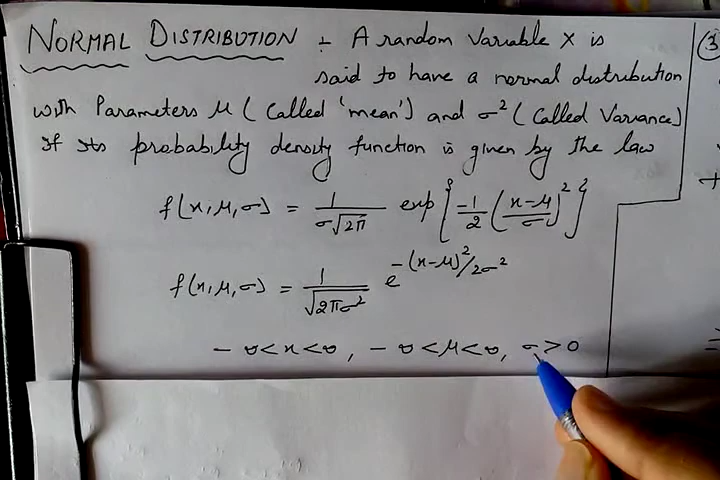 NORMAL DISTRIBUTION :- A random variable X is
said to have a normal distribution
with Parameters μ (called 'mean') and σ² (called Variance)
if its probability density function is given by the law
f(x, μ, σ) = 1/(σ√2π) exp{-1/2 ((x-μ)/σ)²}
f(x, μ, σ) = 1/√(2πσ²) e^(-(x-μ)²/2σ²)
- ∞ < x < ∞, - ∞ < μ < ∞, σ > 0
(3